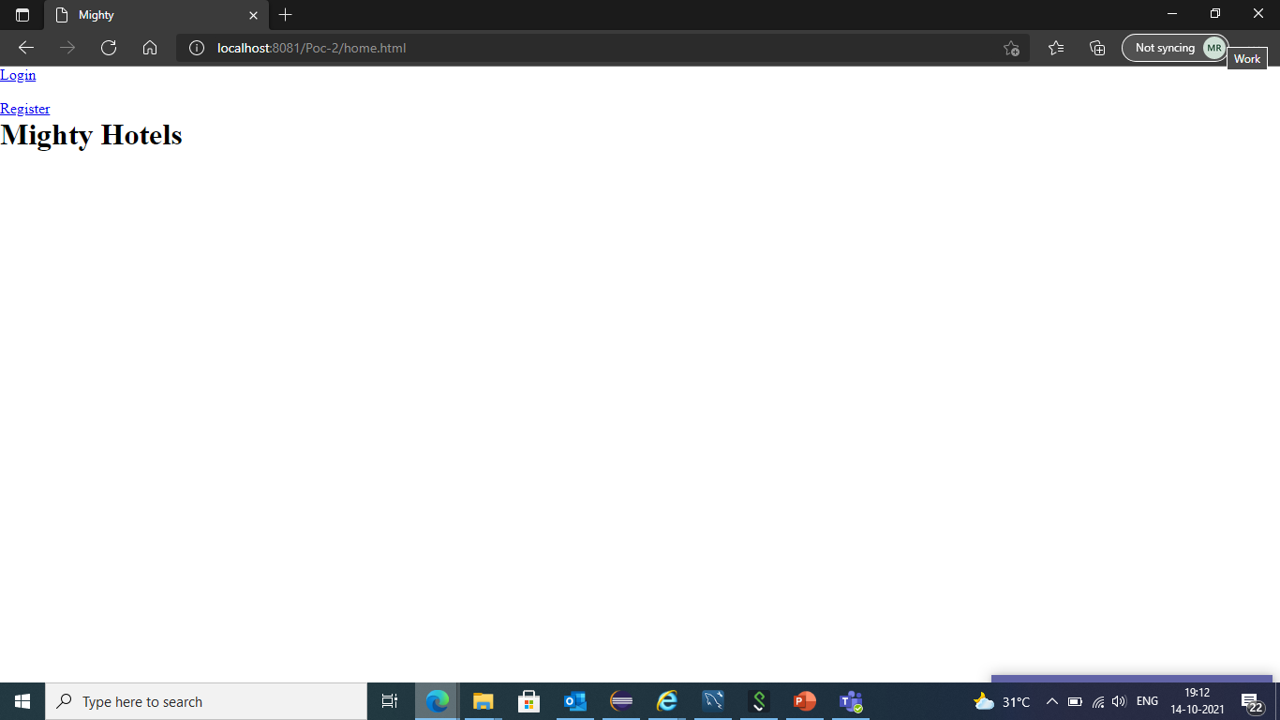 Mighty
localhost:8081/Poc-2/home.html
Not syncing
MR
Work
Login
Register
Mighty Hotels
Type here to search
31°C
ENG
19:12
14-10-2021
22